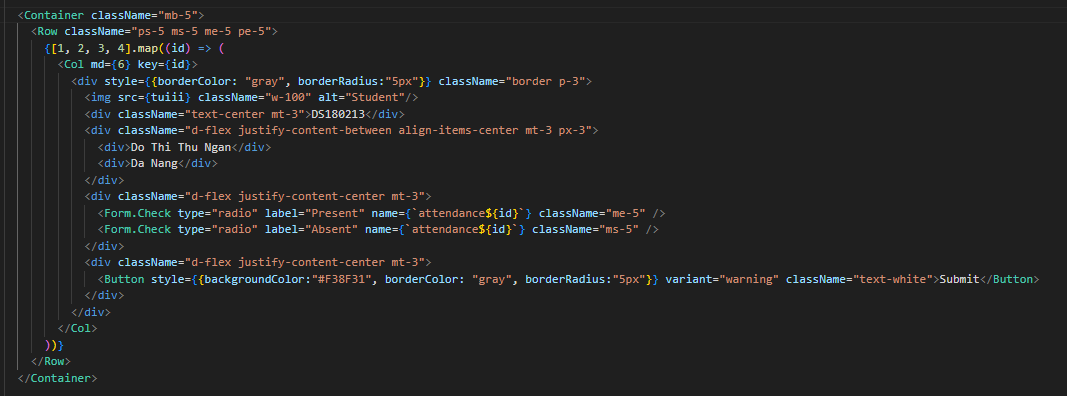 <Container className="mb-5">
<Row className="ps-5 ms-5 me-5 pe-5">
{[1, 2, 3, 4].map((id) => (
<Col md={6} key={id}>
<div style={{borderColor: "gray", borderRadius:"5px"}} className="border p-3">
<img src={tuiii} className="w-100" alt="Student"/>
<div className="text-center mt-3">DS180213</div>
<div className="d-flex justify-content-between align-items-center mt-3 px-3">
<div>Do Thi Thu Ngan</div>
<div>Da Nang</div>
</div>
<div className="d-flex justify-content-center mt-3">
<Form.Check type="radio" label="Present" name={`attendance${id}`} className="me-5" />
<Form.Check type="radio" label="Absent" name={`attendance${id}`} className="ms-5" />
</div>
<div className="d-flex justify-content-center mt-3">
<Button style={{backgroundColor:"#F38F31", borderColor: "gray", borderRadius:"5px"}} variant="warning" className="text-white">Submit</Button>
</div>
</div>
</Col>
))}
</Row>
</Container>